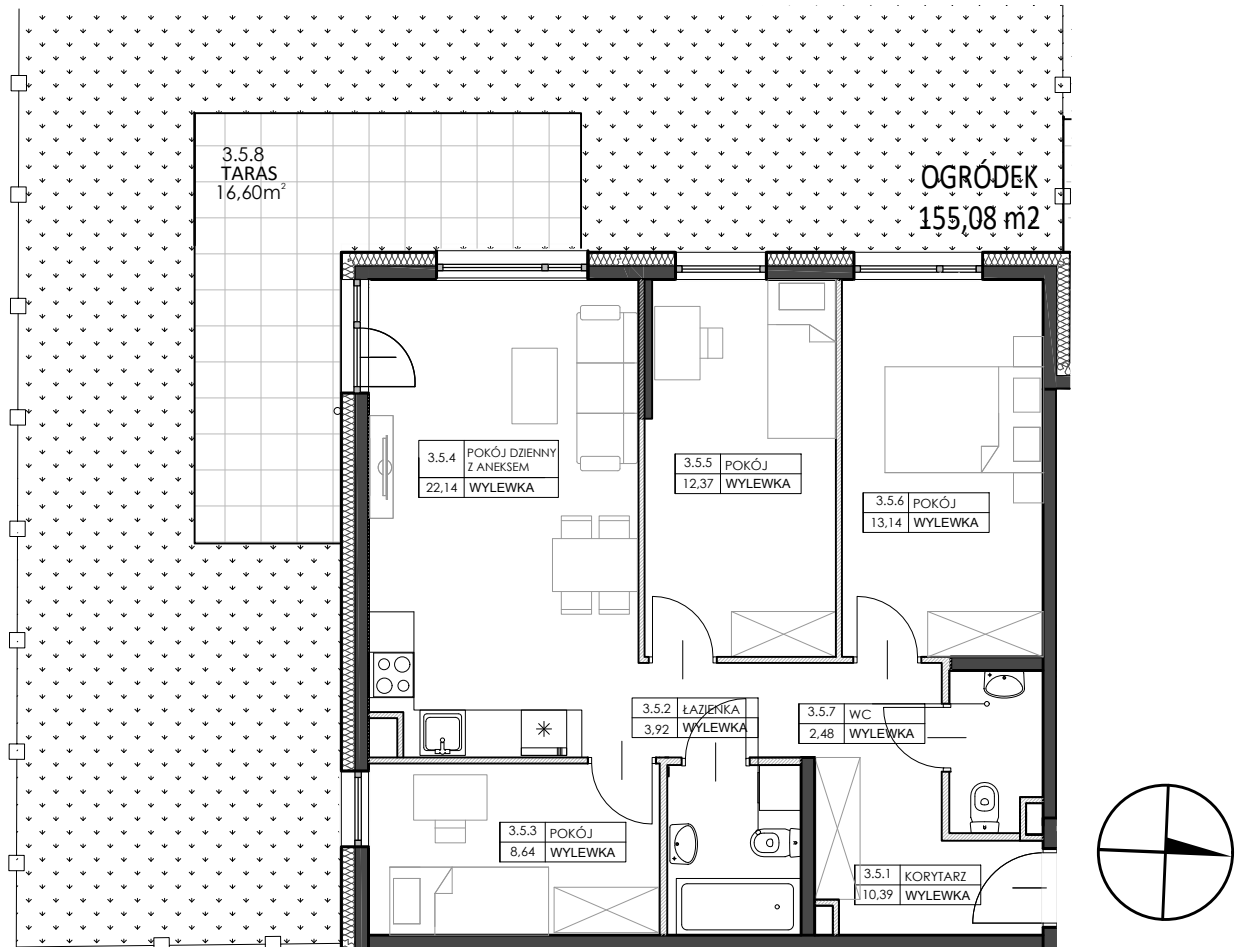 3.5.8
TARAS
16,60m²
OGRÓDEK
155,08 m2
3.5.4 POKÓJ DZIENNY
Z ANEKSEM
22,14 WYLEWKA
3.5.5 POKÓJ
12,37 WYLEWKA
3.5.6 POKÓJ
13,14 WYLEWKA
3.5.2 ŁAZIENKA
3,92 WYLEWKA
3.5.7 WC
2,48 WYLEWKA
3.5.3 POKÓJ
8,64 WYLEWKA
3.5.1 KORYTARZ
10,39 WYLEWKA